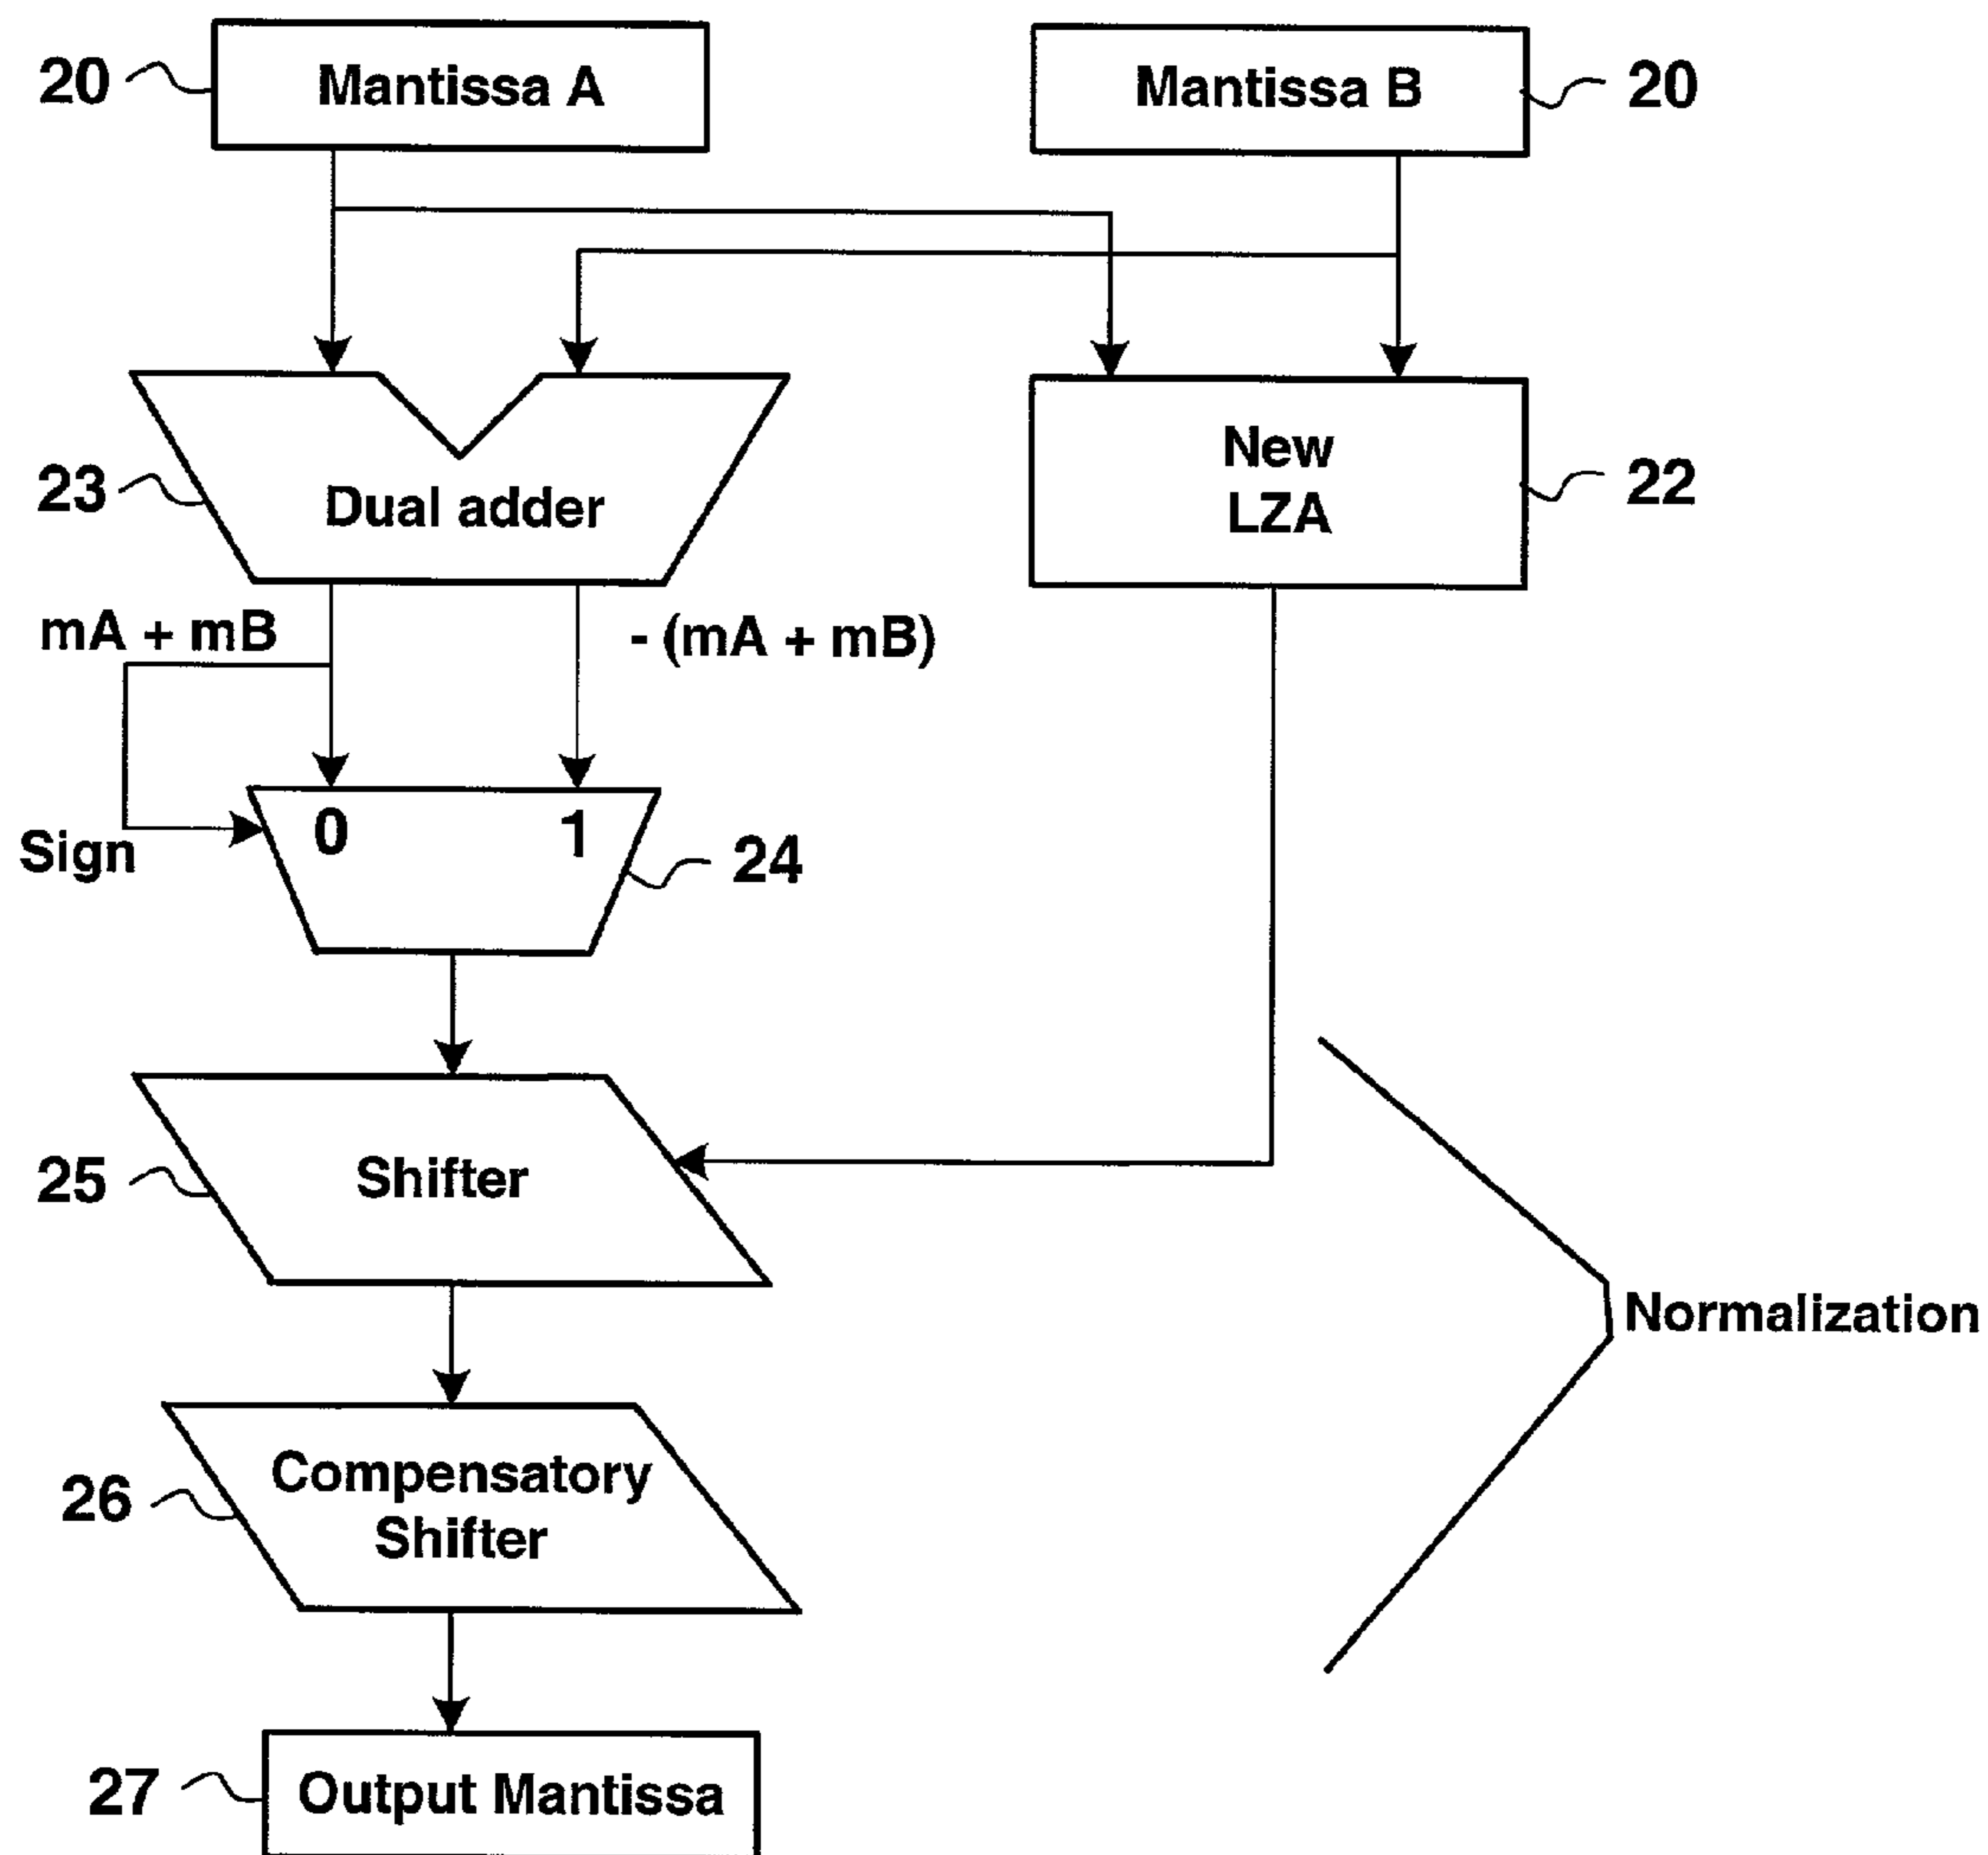 20
Mantissa A
Mantissa B
20
23
Dual adder
New
LZA
22
mA + mB
- (mA + mB)
Sign
0
1
24
25
Shifter
Normalization
26
Compensatory
Shifter
27
Output Mantissa